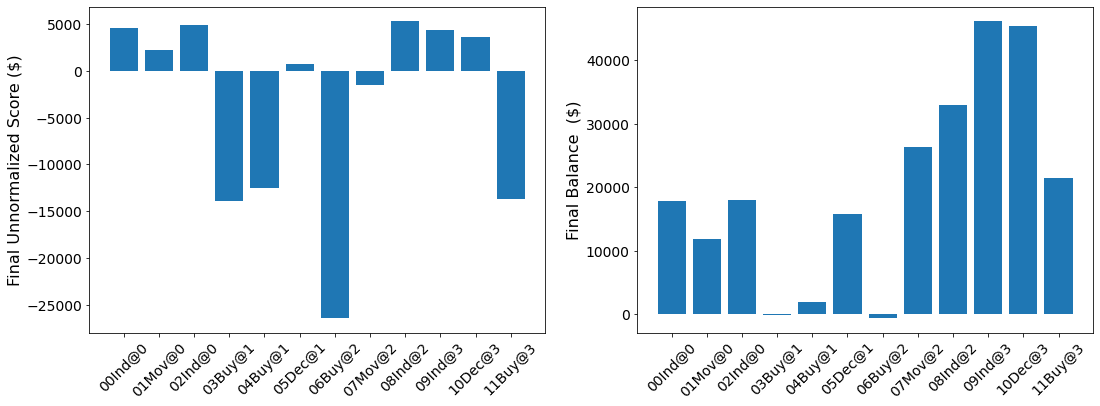 Final Unnormalized Score ($)
5000
0
−5000
−10000
−15000
−20000
−25000
00Ind@0
01Mov@0
02Ind@0
03Buy@1
04Buy@1
05Dec@1
06Buy@2
07Mov@2
08Ind@2
09Ind@3
10Dec@3
11Buy@3
Final Balance  ($)
40000
30000
20000
10000
0
00Ind@0
01Mov@0
02Ind@0
03Buy@1
04Buy@1
05Dec@1
06Buy@2
07Mov@2
08Ind@2
09Ind@3
10Dec@3
11Buy@3